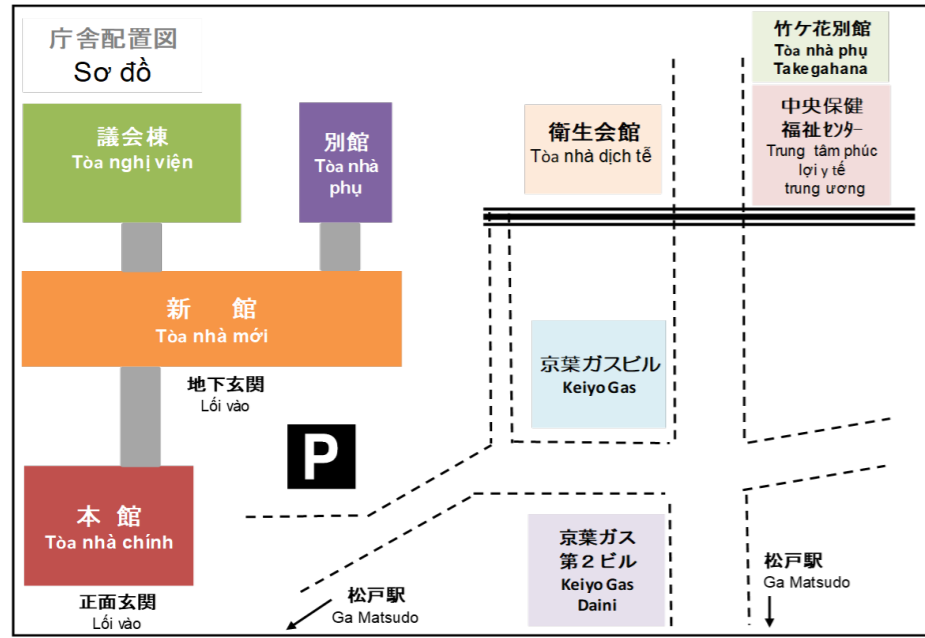 庁舎配置図
Sơ đồ
議会棟
Tòa nghị viện
別館
Tòa nhà
phụ
衛生会館
Tòa nhà dịch tễ
竹ケ花別館
Tòa nhà phụ
Takegahana
中央保健
福祉ｾﾝﾀｰ
Trung tâm phúc
lợi y tế
trung ương
新 館
Tòa nhà mới
地下玄関
Lối vào
P
京葉ガスビル
Keiyo Gas
本 館
Tòa nhà chính
正面玄関
Lối vào
松戸駅
Ga Matsudo
京葉ガス
第２ビル
Keiyo Gas
Daini
松戸駅
Ga Matsudo